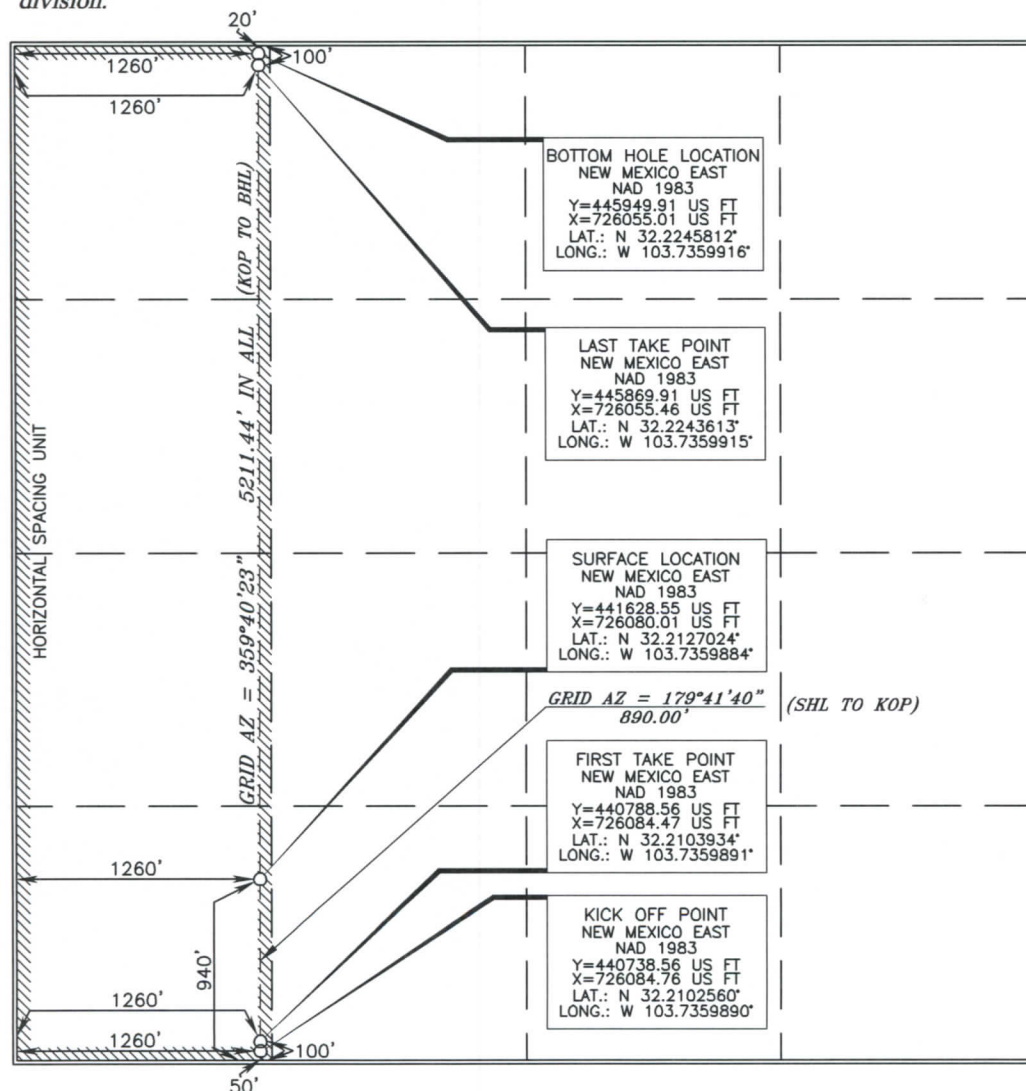 division.
20'
100'
1260'
1260'
BOTTOM HOLE LOCATION
NEW MEXICO EAST
NAD 1983
Y=445949.91 US FT
X=726055.01 US FT
LAT.: N 32.2245812°
LONG.: W 103.7359916°
LAST TAKE POINT
NEW MEXICO EAST
NAD 1983
Y=445869.91 US FT
X=726055.46 US FT
LAT.: N 32.2243613°
LONG.: W 103.7359915°
HORIZONTAL SPACING UNIT
GRID AZ = 359°40'23" 5211.44' IN ALL (KOP TO BHL)
SURFACE LOCATION
NEW MEXICO EAST
NAD 1983
Y=441628.55 US FT
X=726080.01 US FT
LAT.: N 32.2127024°
LONG.: W 103.7359884°
GRID AZ = 179°41'40" (SHL TO KOP)
890.00'
FIRST TAKE POINT
NEW MEXICO EAST
NAD 1983
Y=440788.56 US FT
X=726084.47 US FT
LAT.: N 32.2103934°
LONG.: W 103.7359891°
1260'
940'
KICK OFF POINT
NEW MEXICO EAST
NAD 1983
Y=440738.56 US FT
X=726084.76 US FT
LAT.: N 32.2102560°
LONG.: W 103.7359890°
1260'
1260'
100'
50'